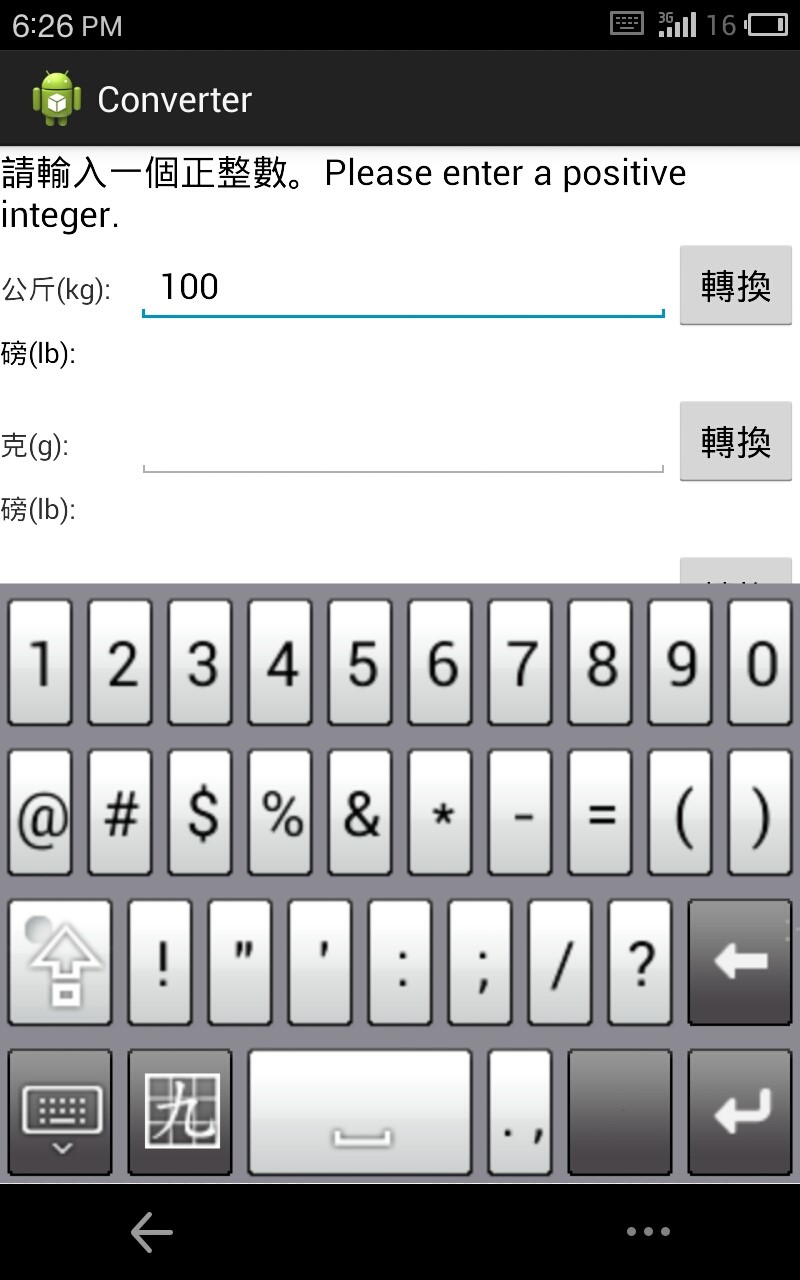 6:26 PM 3G 16
Converter
請輸入一個正整數。Please enter a positive
integer.
公斤(kg): 100 轉換
磅(lb):
克(g): 轉換
磅(lb):
1 2 3 4 5 6 7 8 9 0
@ # $ % & * - = ( )
! " ' : ; / ?
九 . ,